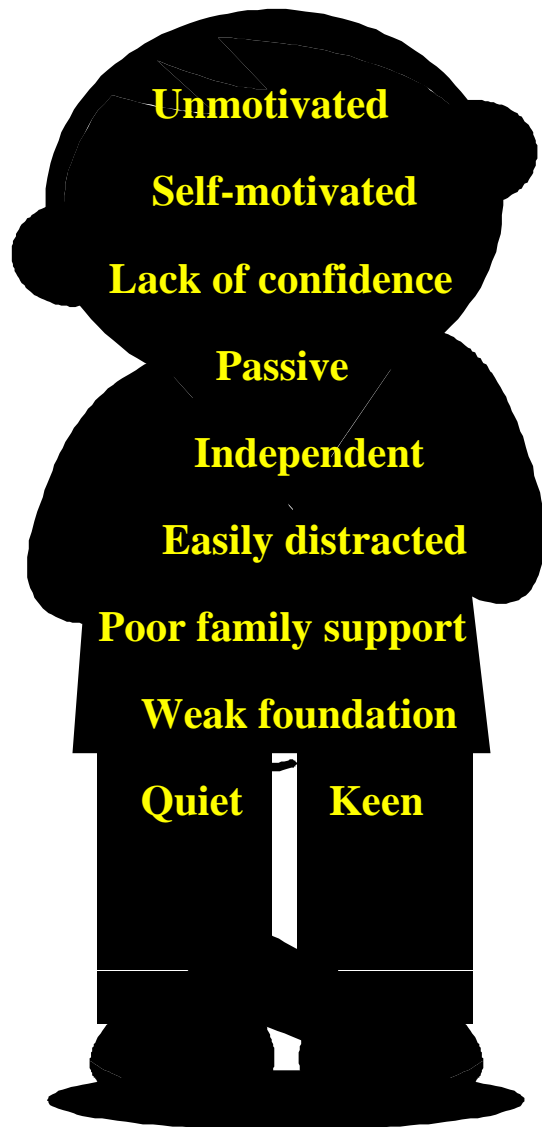 Unmotivated
Self-motivated
Lack of confidence
Passive
Independent
Easily distracted
Poor family support
Weak foundation
Quiet Keen